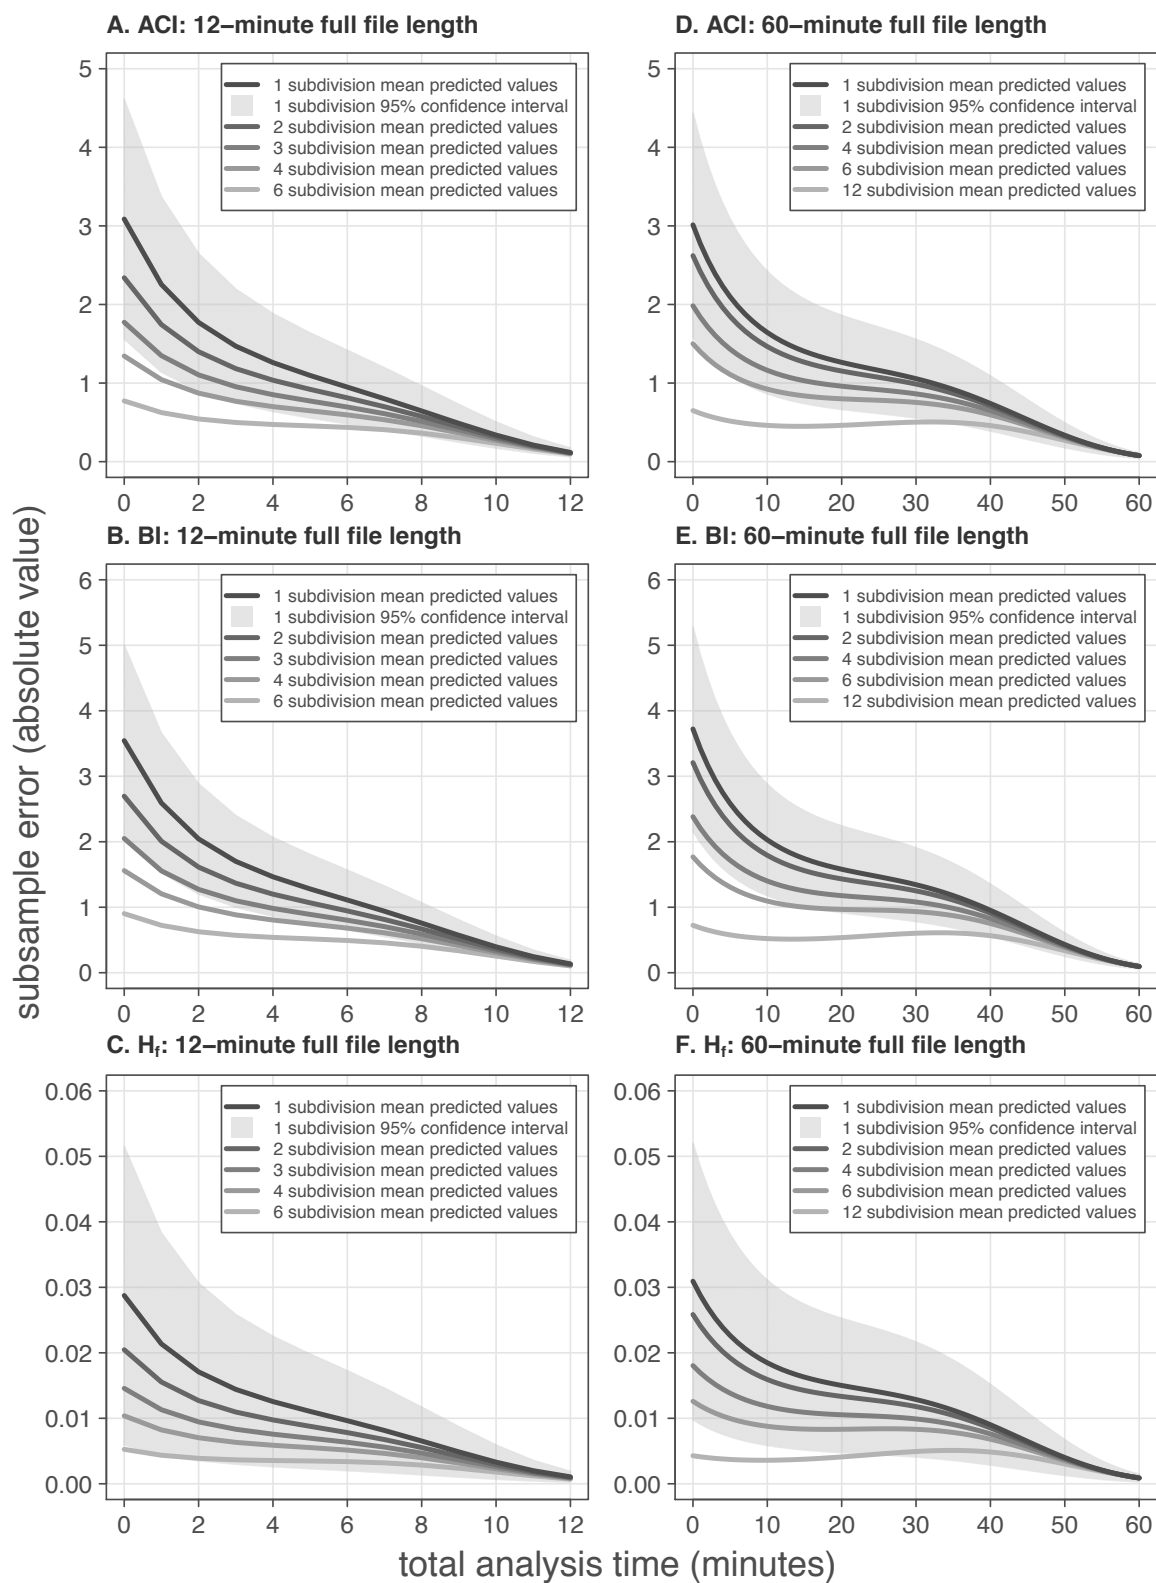 A. ACI: 12–minute full file length
5
4
3
2
1
0
1 subdivision mean predicted values
1 subdivision 95% confidence interval
2 subdivision mean predicted values
3 subdivision mean predicted values
4 subdivision mean predicted values
6 subdivision mean predicted values
0 2 4 6 8 10 12
D. ACI: 60–minute full file length
5
4
3
2
1
0
1 subdivision mean predicted values
1 subdivision 95% confidence interval
2 subdivision mean predicted values
4 subdivision mean predicted values
6 subdivision mean predicted values
12 subdivision mean predicted values
0 10 20 30 40 50 60
subsample error (absolute value)
B. BI: 12–minute full file length
6
5
4
3
2
1
0
1 subdivision mean predicted values
1 subdivision 95% confidence interval
2 subdivision mean predicted values
3 subdivision mean predicted values
4 subdivision mean predicted values
6 subdivision mean predicted values
0 2 4 6 8 10 12
E. BI: 60–minute full file length
6
5
4
3
2
1
0
1 subdivision mean predicted values
1 subdivision 95% confidence interval
2 subdivision mean predicted values
4 subdivision mean predicted values
6 subdivision mean predicted values
12 subdivision mean predicted values
0 10 20 30 40 50 60
C. Hf: 12–minute full file length
0.06
0.05
0.04
0.03
0.02
0.01
0.00
1 subdivision mean predicted values
1 subdivision 95% confidence interval
2 subdivision mean predicted values
3 subdivision mean predicted values
4 subdivision mean predicted values
6 subdivision mean predicted values
0 2 4 6 8 10 12
F. Hf: 60–minute full file length
0.06
0.05
0.04
0.03
0.02
0.01
0.00
1 subdivision mean predicted values
1 subdivision 95% confidence interval
2 subdivision mean predicted values
4 subdivision mean predicted values
6 subdivision mean predicted values
12 subdivision mean predicted values
0 10 20 30 40 50 60
total analysis time (minutes)